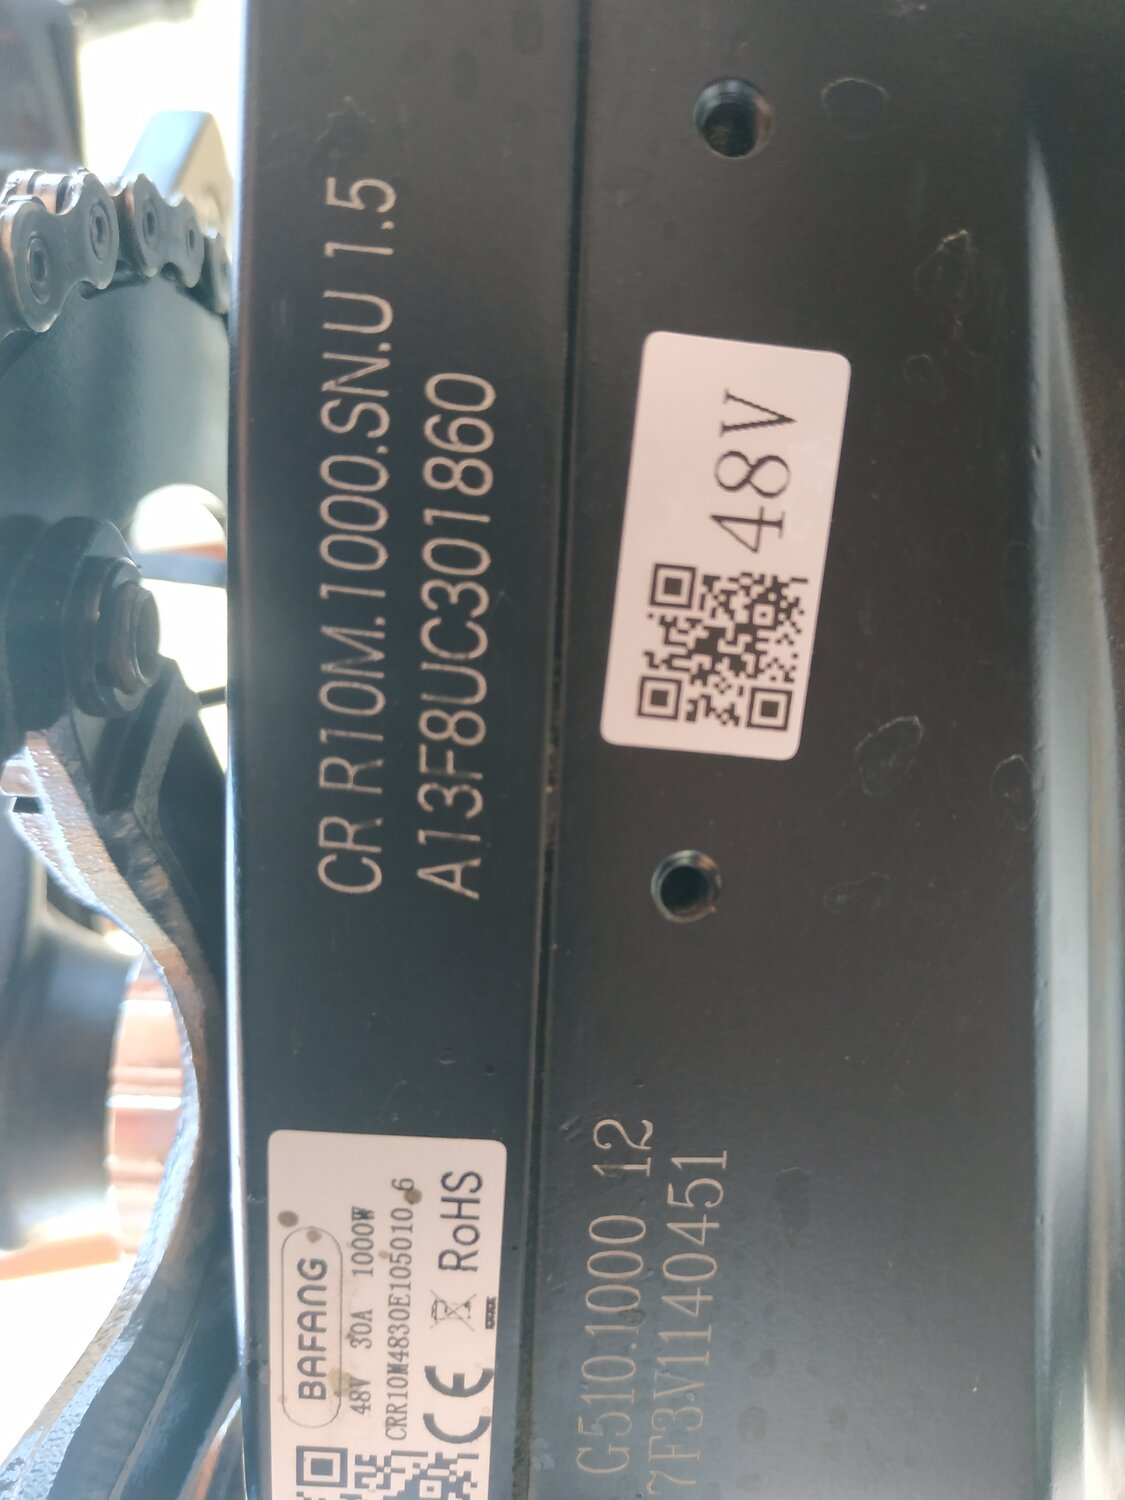 CR R10M.1000.SN.U 1.5
A13F8UC301860
48V
BAFANG
48V 30A 1000W
CRR10M4830E105010.6
CE RoHS
G510.1000 12
7F3V1140451